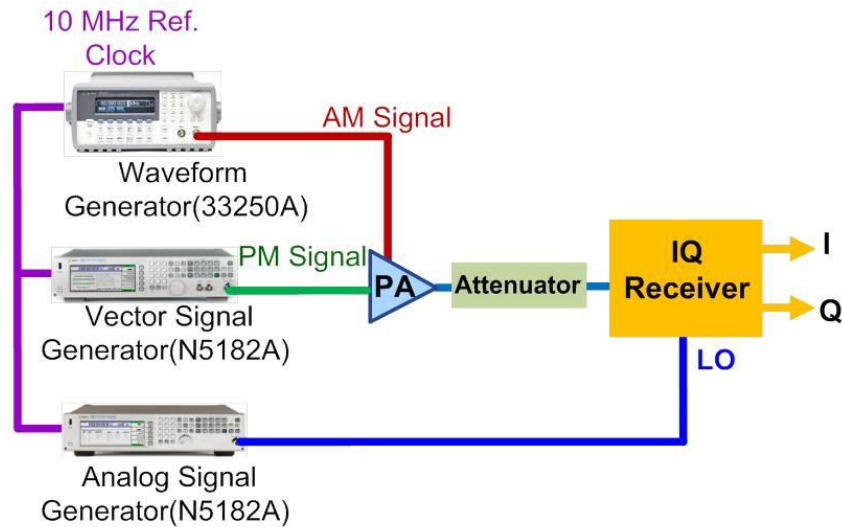 10 MHz Ref.
Clock
AM Signal
Waveform
Generator(33250A)
PM Signal
PA
Attenuator
IQ
Receiver
I
Q
Vector Signal
Generator(N5182A)
LO
Analog Signal
Generator(N5182A)